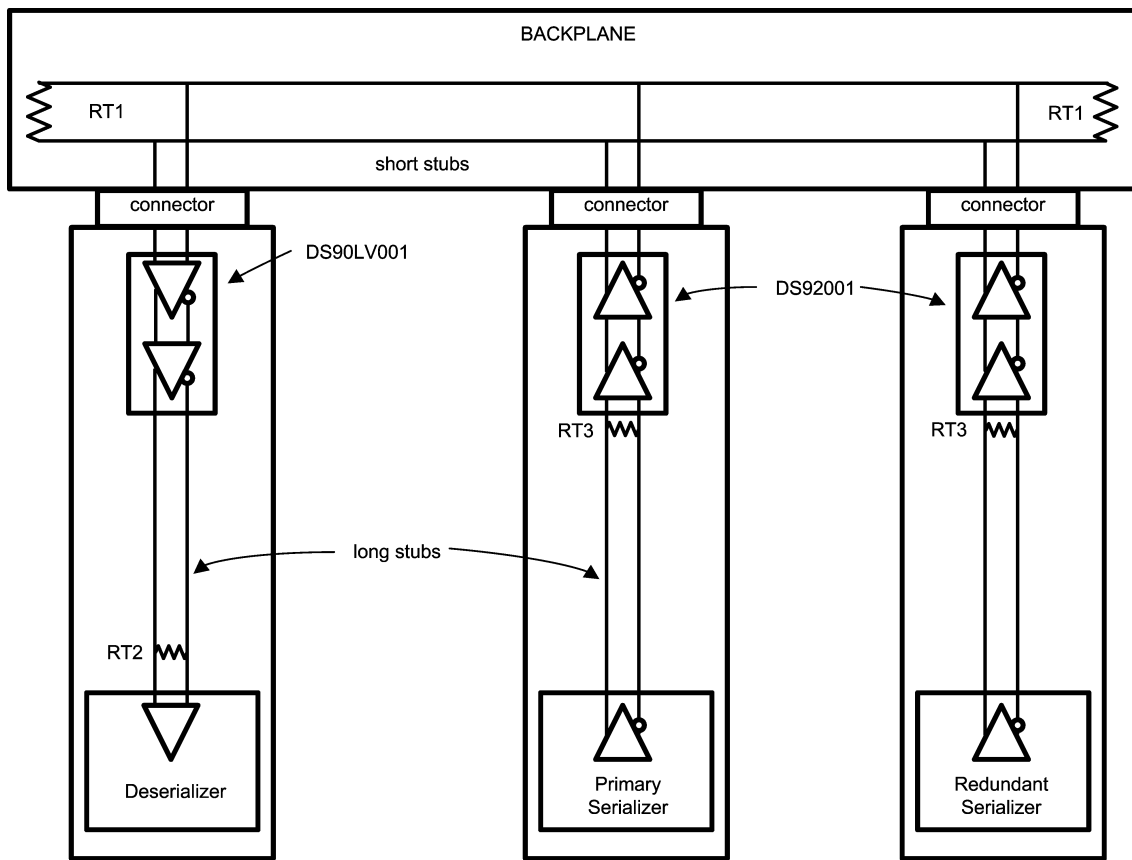 BACKPLANE
RT1
RT1
short stubs
connector
connector
connector
DS90LV001
DS92001
RT3
RT3
long stubs
RT2
Deserializer
Primary
Serializer
Redundant
Serializer